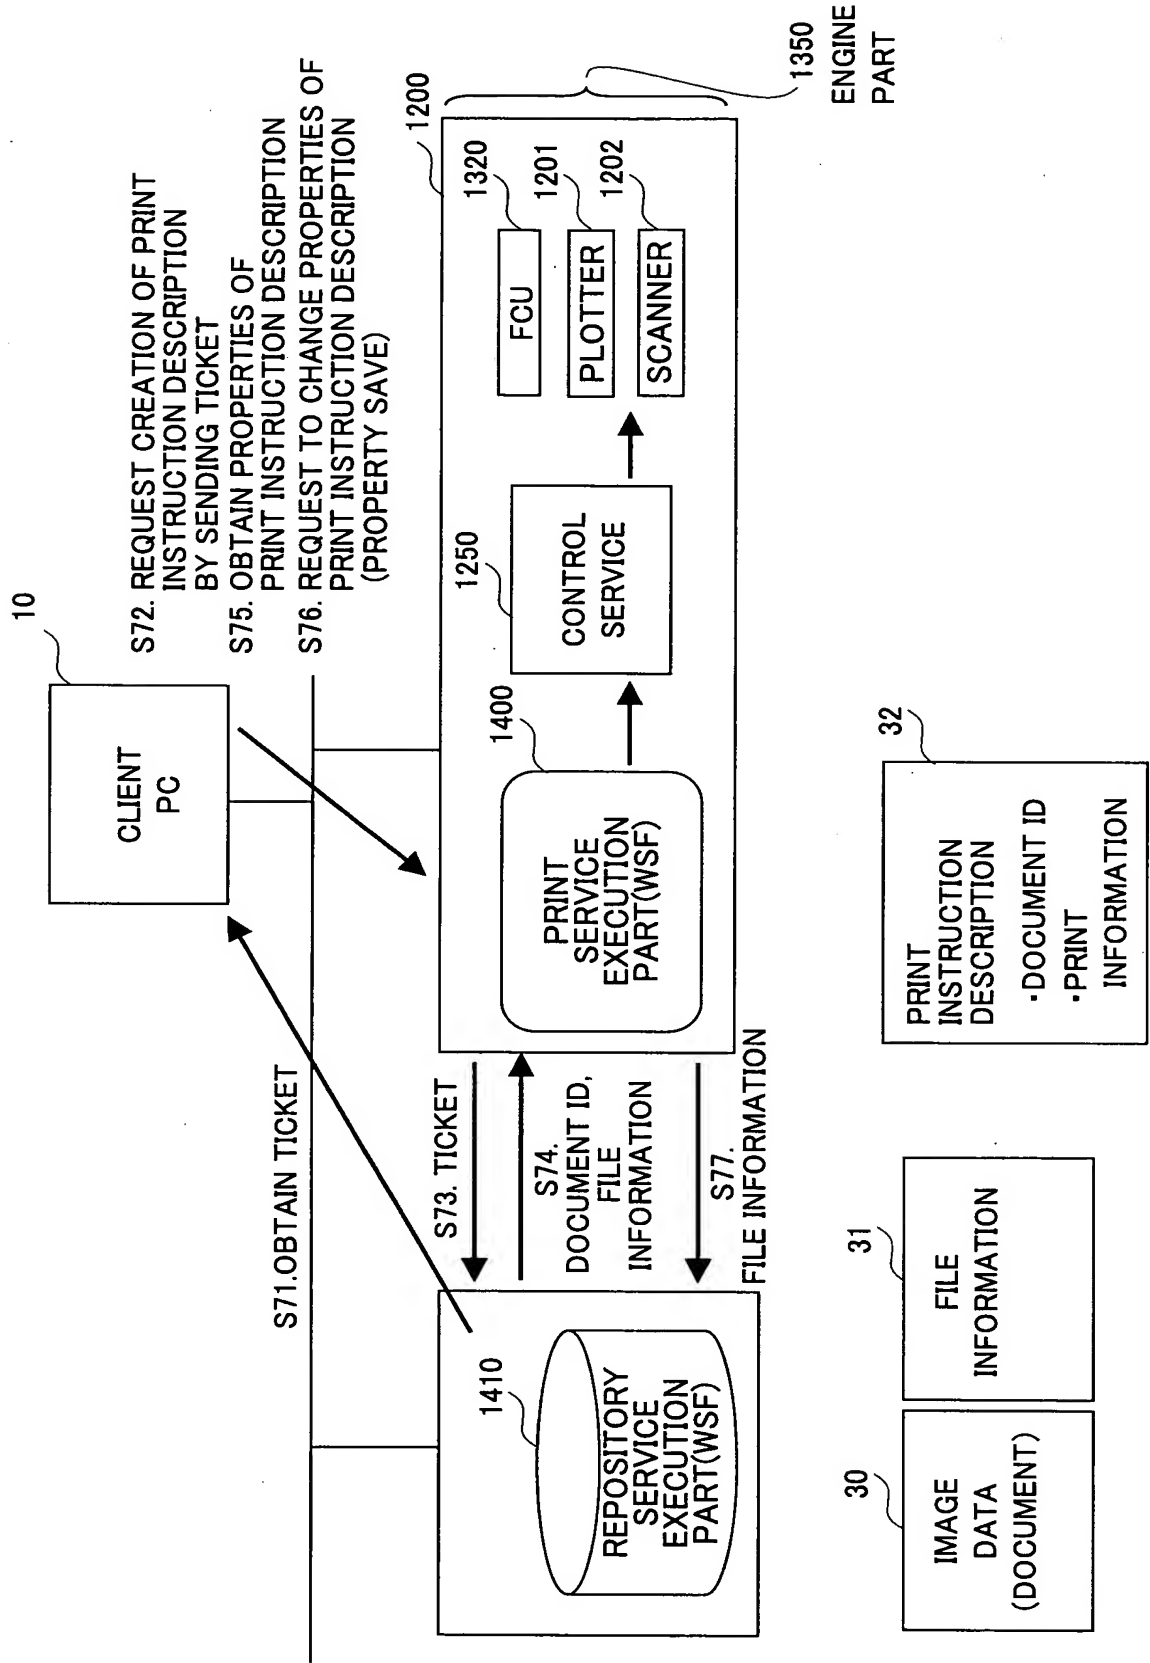 10
CLIENT
PC
S72. REQUEST CREATION OF PRINT
INSTRUCTION DESCRIPTION
BY SENDING TICKET
S75. OBTAIN PROPERTIES OF
PRINT INSTRUCTION DESCRIPTION
S76. REQUEST TO CHANGE PROPERTIES OF
PRINT INSTRUCTION DESCRIPTION
(PROPERTY SAVE)
S71.OBTAIN TICKET
1410
REPOSITORY
SERVICE
EXECUTION
PART(WSF)
S73. TICKET
S74.
DOCUMENT ID,
FILE
INFORMATION
S77.
FILE INFORMATION
1200
1400
PRINT
SERVICE
EXECUTION
PART(WSF)
1250
CONTROL
SERVICE
1320
FCU
1201
PLOTTER
1202
SCANNER
1350
ENGINE
PART
30
IMAGE
DATA
(DOCUMENT)
31
FILE
INFORMATION
32
PRINT
INSTRUCTION
DESCRIPTION
・DOCUMENT ID
・PRINT
INFORMATION